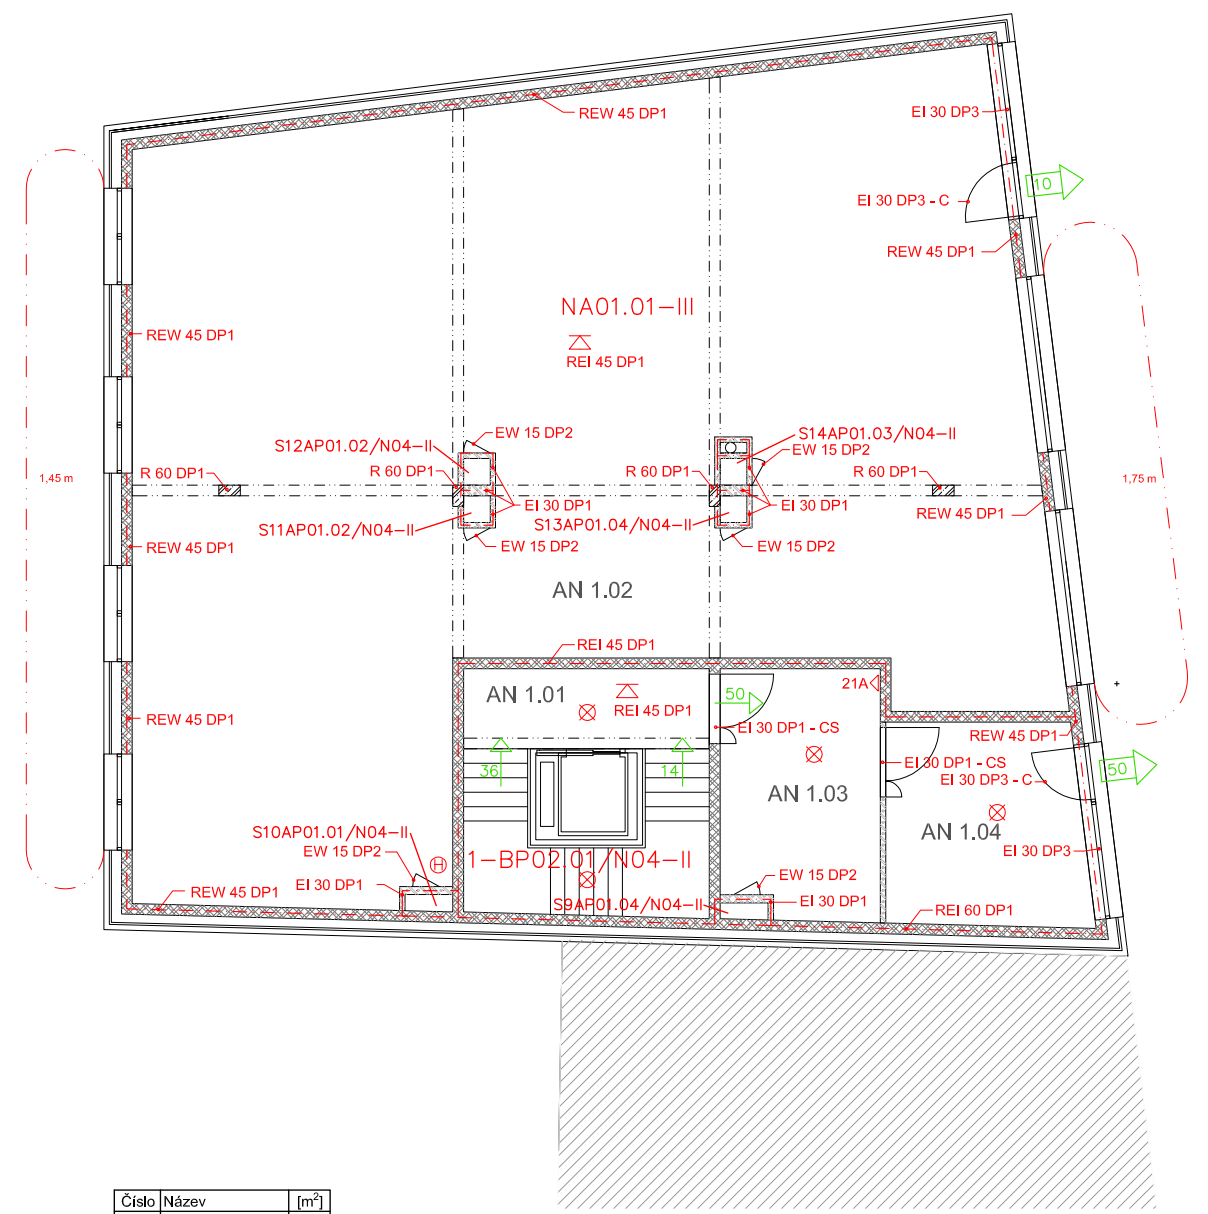 REW 45 DP1
EI 30 DP3
10
EI 30 DP3 - C
REW 45 DP1
NA01.01-III
REW 45 DP1
REI 45 DP1
S12AP01.02/N04-II
EW 15 DP2
S14AP01.03/N04-II
EW 15 DP2
1,45 m
R 60 DP1
R 60 DP1
R 60 DP1
R 60 DP1
1,75 m
EI 30 DP1
EI 30 DP1
REW 45 DP1
S11AP01.02/N04-II
S13AP01.04/N04-II
REW 45 DP1
EW 15 DP2
EW 15 DP2
AN 1.02
REI 45 DP1
21A
AN 1.01
50
REI 45 DP1
REW 45 DP1
EI 30 DP1 - CS
REW 45 DP1
EI 30 DP1 - CS
36
14
50
EI 30 DP3 - C
AN 1.03
S10AP01.01/N04-II
AN 1.04
EW 15 DP2
H
1-BP02.01/N04-II
EI 30 DP3
EI 30 DP1
EW 15 DP2
REW 45 DP1
S9AP01.04/N04-II
EI 30 DP1
REI 60 DP1
Číslo Název [m²]